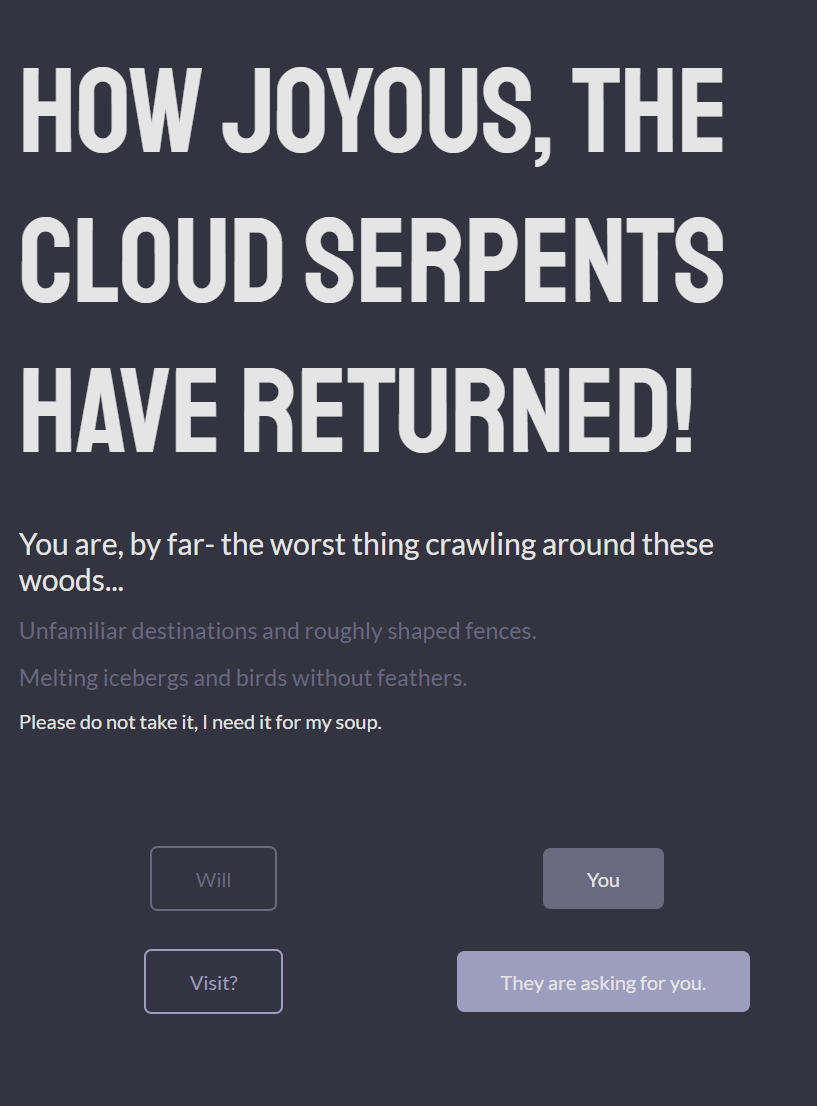 HOW JOYOUS, THE
CLOUD SERPENTS
HAVE RETURNED!
You are, by far- the worst thing crawling around these
woods...
Unfamiliar destinations and roughly shaped fences.
Melting icebergs and birds without feathers.
Please do not take it, I need it for my soup.
Will
You
Visit?
They are asking for you.